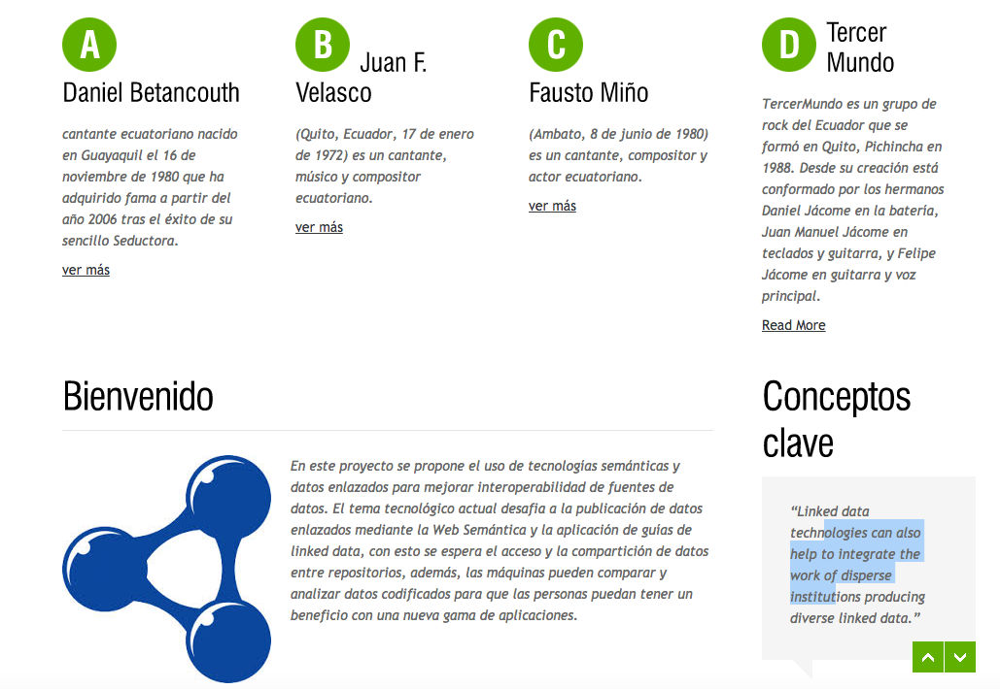 A
Daniel Betancouth
cantante ecuatoriano nacido
en Guayaquil el 16 de
noviembre de 1980 que ha
adquirido fama a partir del
año 2006 tras el éxito de su
sencillo Seductora.
ver más
B Juan F.
Velasco
(Quito, Ecuador, 17 de enero
de 1972) es un cantante,
músico y compositor
ecuatoriano.
ver más
C
Fausto Miño
(Ambato, 8 de junio de 1980)
es un cantante, compositor y
actor ecuatoriano.
ver más
D Tercer
Mundo
TercerMundo es un grupo de
rock del Ecuador que se
formó en Quito, Pichincha en
1988. Desde su creación está
conformado por los hermanos
Daniel Jácome en la batería,
Juan Manuel Jácome en
teclados y guitarra, y Felipe
Jácome en guitarra y voz
principal.
Read More
Bienvenido
En este proyecto se propone el uso de tecnologías semánticas y
datos enlazados para mejorar interoperabilidad de fuentes de
datos. El tema tecnológico actual desafia a la publicación de datos
enlazados mediante la Web Semántica y la aplicación de guías de
linked data, con esto se espera el acceso y la compartición de datos
entre repositorios, además, las máquinas pueden comparar y
analizar datos codificados para que las personas puedan tener un
beneficio con una nueva gama de aplicaciones.
Conceptos
clave
“Linked data
technologies can also
help to integrate the
work of disperse
institutions producing
diverse linked data.”